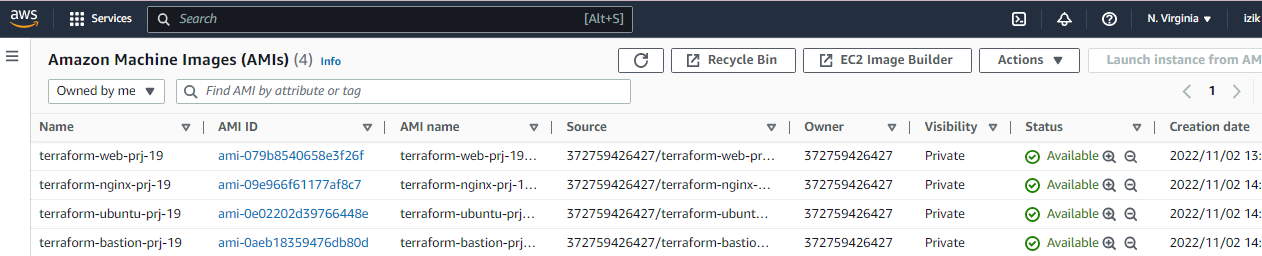 aws Services Search [Alt+S] N. Virginia izik
Amazon Machine Images (AMIs) (4) Info Recycle Bin EC2 Image Builder Actions Launch instance from AM
Owned by me Find AMI by attribute or tag 1
Name AMI ID AMI name Source Owner Visibility Status Creation date
terraform-web-prj-19 ami-079b8540658e3f26f terraform-web-prj-19... 372759426427/terraform-web-pr... 372759426427 Private Available 2022/11/02 13:
terraform-nginx-prj-19 ami-09e966f61177af8c7 terraform-nginx-prj-1... 372759426427/terraform-nginx-... 372759426427 Private Available 2022/11/02 14:
terraform-ubuntu-prj-19 ami-0e02202d39766448e terraform-ubuntu-prj... 372759426427/terraform-ubunt... 372759426427 Private Available 2022/11/02 14:
terraform-bastion-prj-19 ami-0aeb18359476db80d terraform-bastion-prj... 372759426427/terraform-bastio... 372759426427 Private Available 2022/11/02 14: